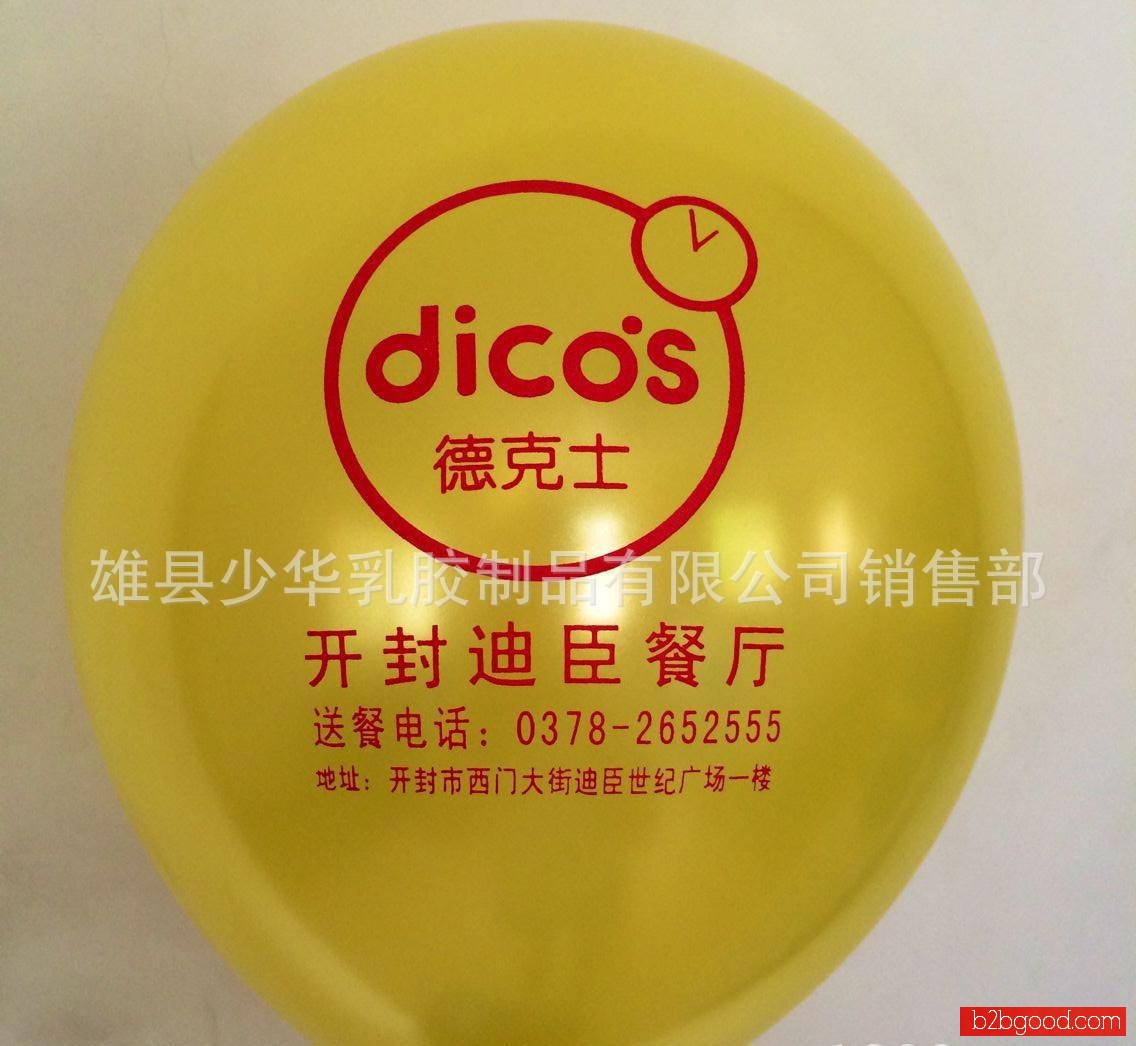 dico's
德克士
雄县少华乳胶制品有限公司销售部
开封迪臣餐厅
送餐电话：0378-2652555
地址：开封市西门大街迪臣世纪广场一楼
b2bgood.com